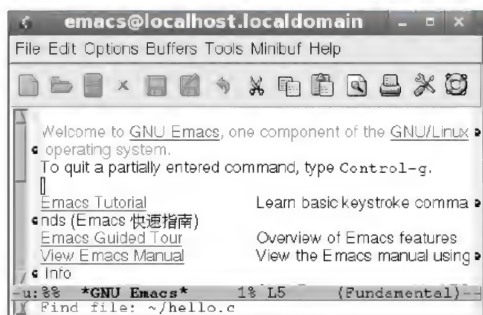 emacs@localhost.localdomain
File Edit Options Buffers Tools Minibuf Help
Welcome to GNU Emacs, one component of the GNU/Linux
operating system.
To quit a partially entered command, type Control-g.
Emacs Tutorial Learn basic keystroke comma
nds (Emacs 快速指南)
Emacs Guided Tour Overview of Emacs features
View Emacs Manual View the Emacs manual using
Info
-u:%% *GNU Emacs* 1% L5 (Fundamental)--
Find file: ~/hello.c